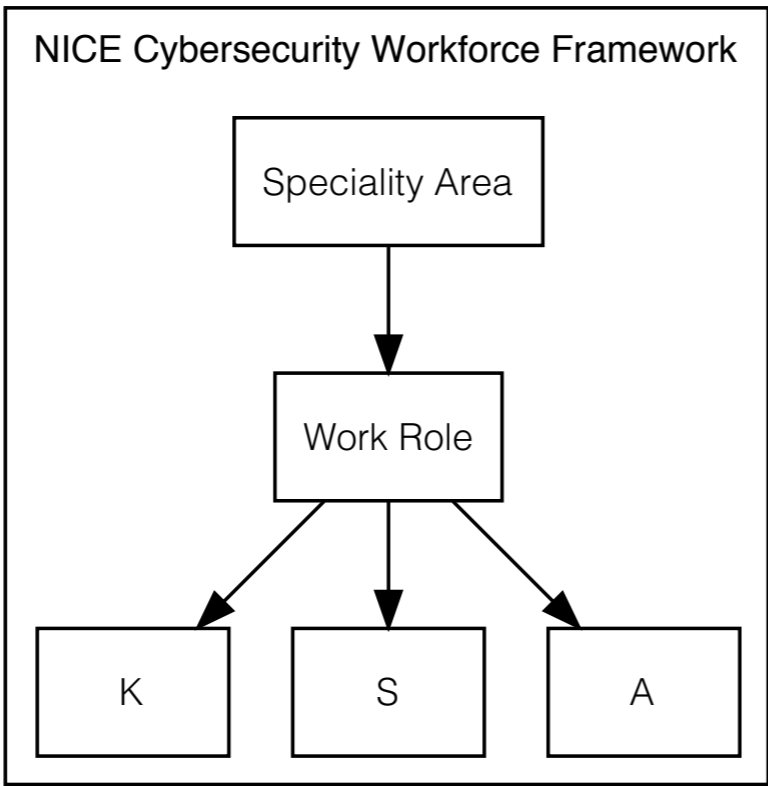 NICE Cybersecurity Workforce Framework
Speciality Area
Work Role
K
S
A